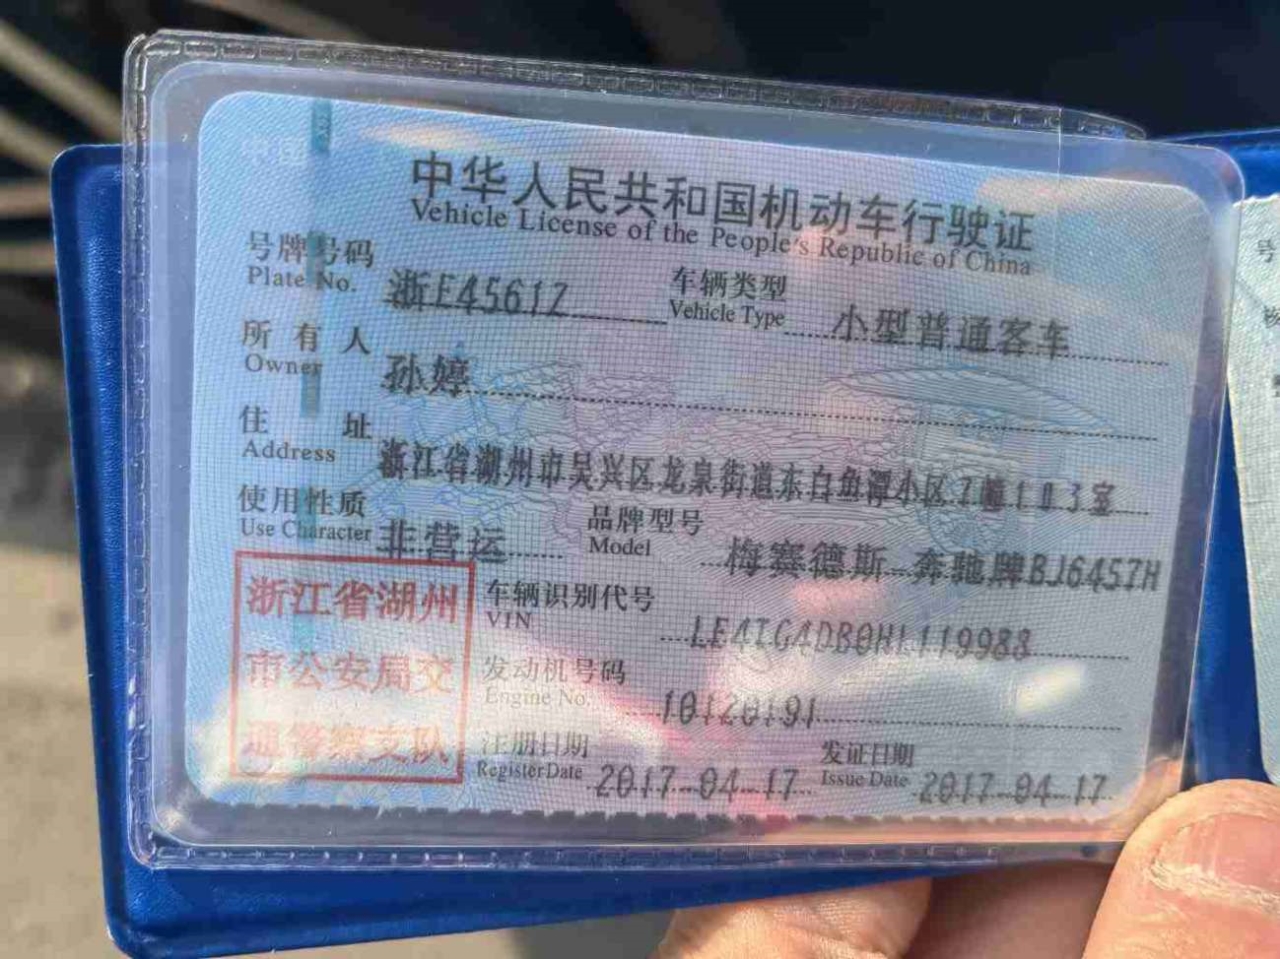 中国
中华人民共和国机动车行驶证
Vehicle License of the People's Republic of China
号牌号码 浙E4561Z 车辆类型 小型普通客车
Plate No. Vehicle Type
所有人 孙婷
Owner
住址 浙江省湖州市吴兴区龙泉街道东白鱼潭小区7幢103室
Address
使用性质 非营运 品牌型号 梅赛德斯-奔驰牌BJ6457H
Use Character Model
浙江省湖州
市公安局交
通警察支队
车辆识别代号 LE4TG4DB0HL119988
VIN
发动机号码 10120191
Engine No.
注册日期 2017-04-17 发证日期 2017-04-17
Register Date Issue Date
号